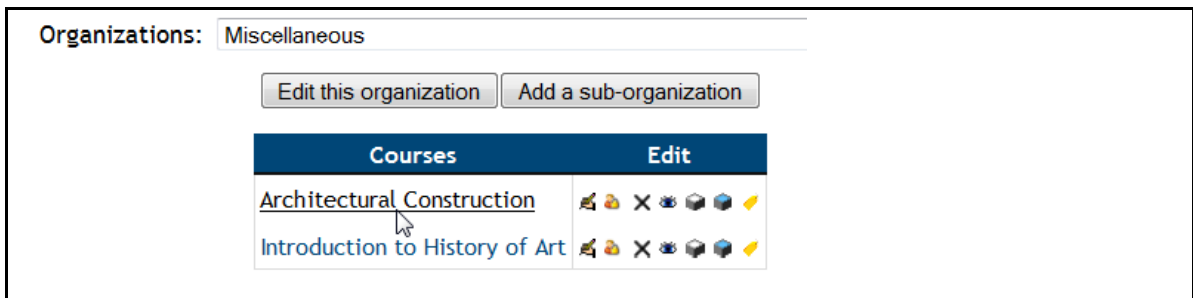 Organizations: Miscellaneous
Edit this organization Add a sub-organization
Courses Edit
Architectural Construction
Introduction to History of Art